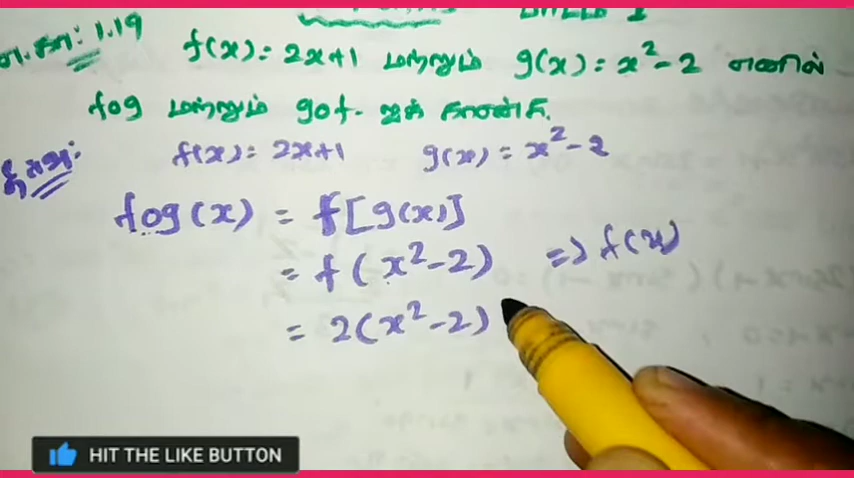 எ.கா: 1.19 f(x) = 2x+1 மற்றும் g(x) = x²-2 எனில்
fog மற்றும் gof-ஐக் காண்க.
தீர்வு: f(x) = 2x+1 g(x) = x²-2
fog(x) = f[g(x)]
= f(x²-2) => f(x)
= 2(x²-2)
HIT THE LIKE BUTTON